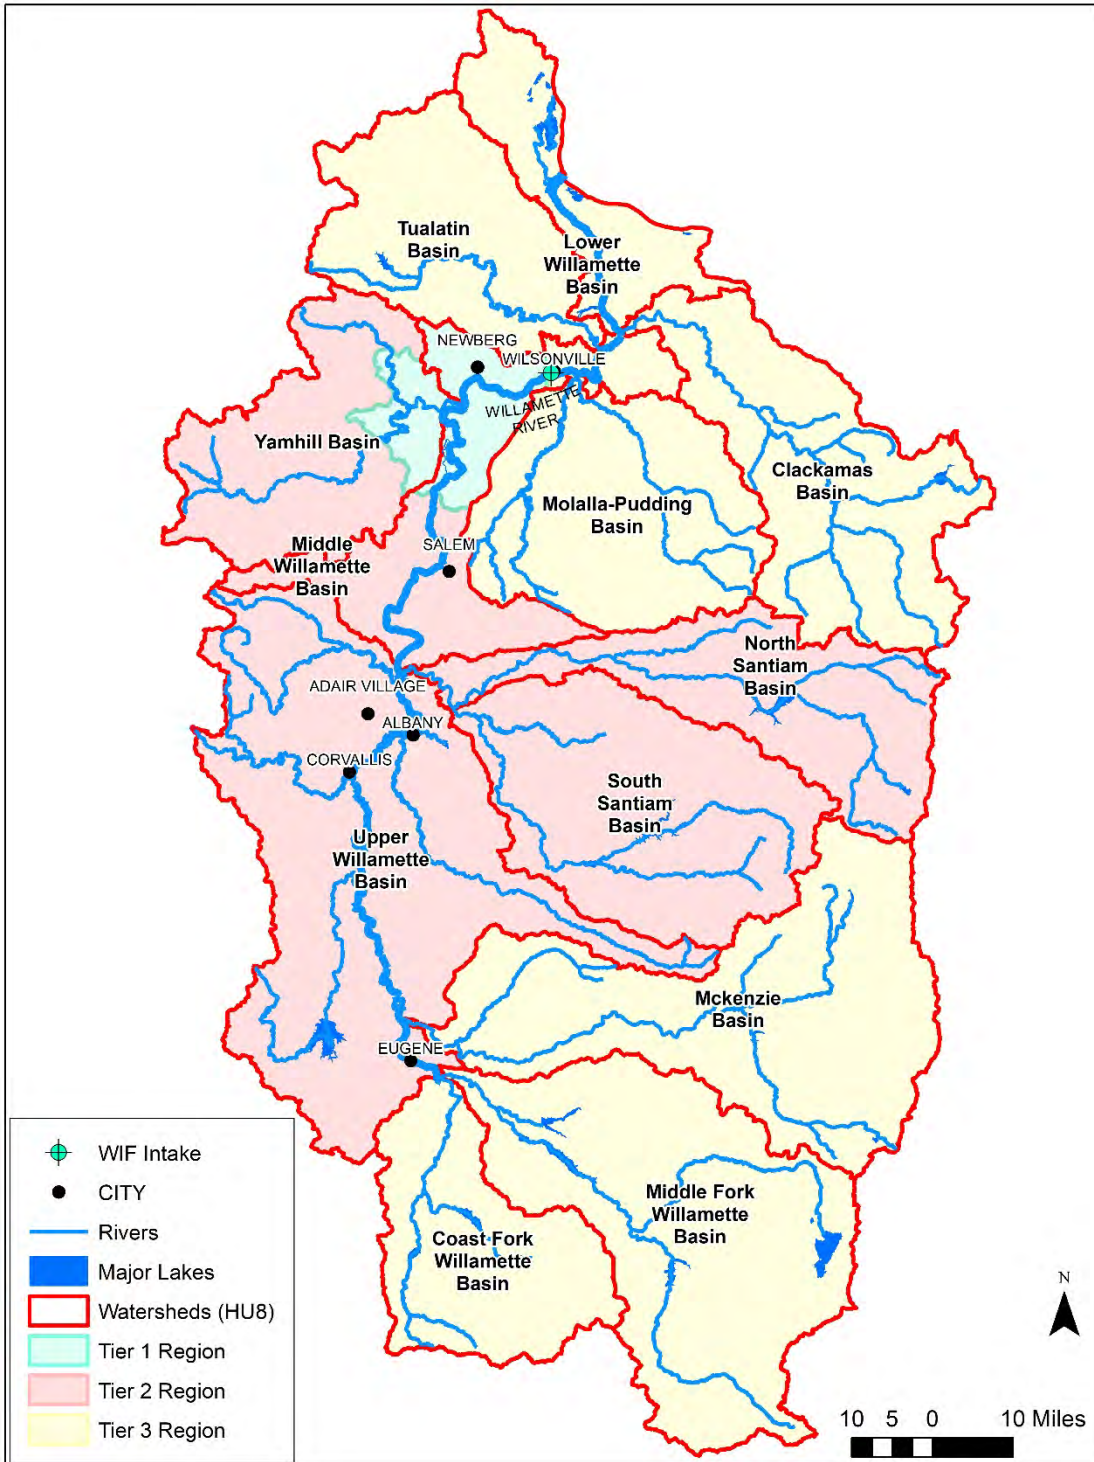 Tualatin
Basin
Lower
Willamette
Basin
NEWBERG
WILSONVILLE
WILLAMETTE
RIVER
Yamhill Basin
Clackamas
Basin
Molalla-Pudding
Basin
Middle
Willamette
Basin
SALEM
North
Santiam
Basin
ADAIR VILLAGE
ALBANY
CORVALLIS
South
Santiam
Basin
Upper
Willamette
Basin
Mckenzie
Basin
EUGENE
Middle Fork
Willamette
Basin
Coast Fork
Willamette
Basin
WIF Intake
CITY
Rivers
Major Lakes
Watersheds (HU8)
Tier 1 Region
Tier 2 Region
Tier 3 Region
N
10 5 0 10 Miles